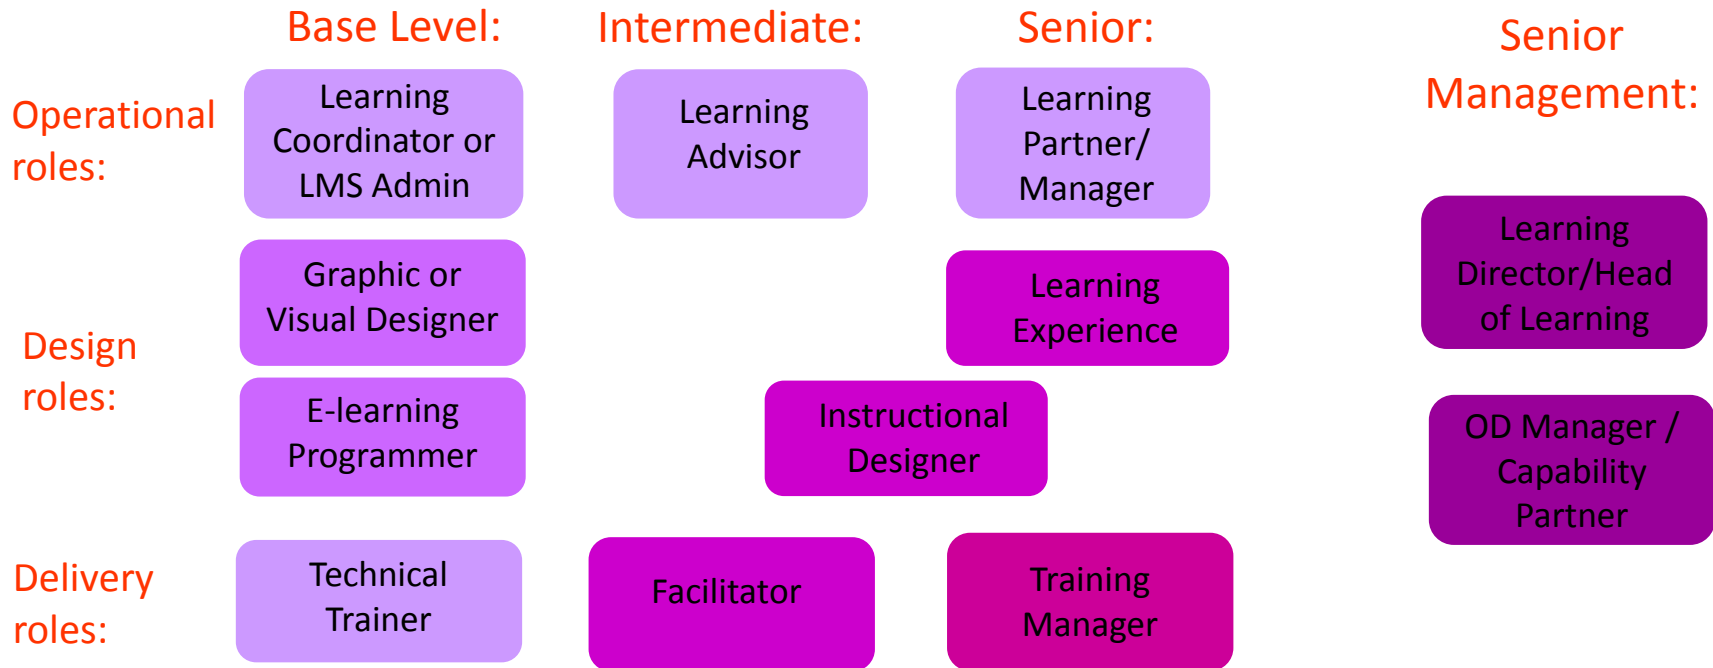 Base Level:
Intermediate:
Senior:
Senior
Management:
Operational
roles:
Learning
Coordinator or
LMS Admin
Learning
Advisor
Learning
Partner/
Manager
Design
roles:
Graphic or
Visual Designer
Learning
Experience
E-learning
Programmer
Instructional
Designer
Learning
Director/Head
of Learning
OD Manager /
Capability
Partner
Delivery
roles:
Technical
Trainer
Facilitator
Training
Manager